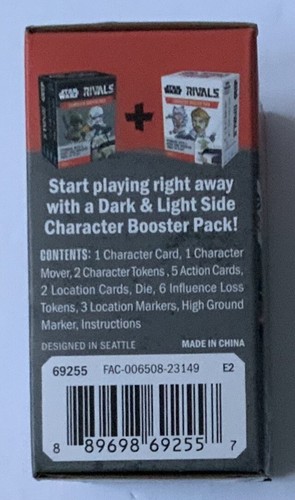 STAR WARS RIVALS
STAR WARS RIVALS
Start playing right away
with a Dark & Light Side
Character Booster Pack!
CONTENTS: 1 Character Card, 1 Character
Mover, 2 Character Tokens , 5 Action Cards,
2 Location Cards, Die, 6 Influence Loss
Tokens, 3 Location Markers, High Ground
Marker, Instructions
DESIGNED IN SEATTLE MADE IN CHINA
69255 FAC-006508-23149 E2
8 89698 69255 7